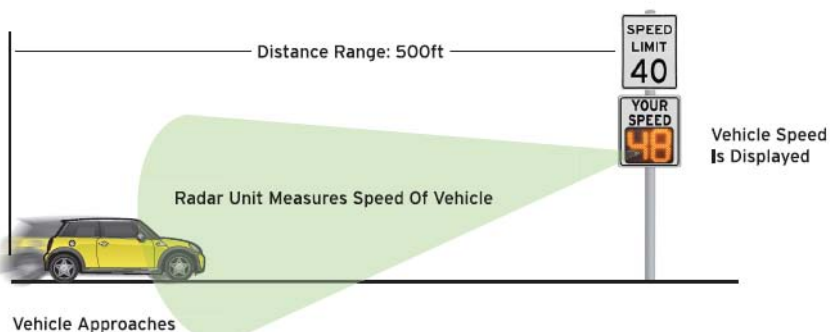 Distance Range: 500ft
SPEED
LIMIT
40
YOUR
SPEED
48
Vehicle Speed
Is Displayed
Radar Unit Measures Speed Of Vehicle
Vehicle Approaches